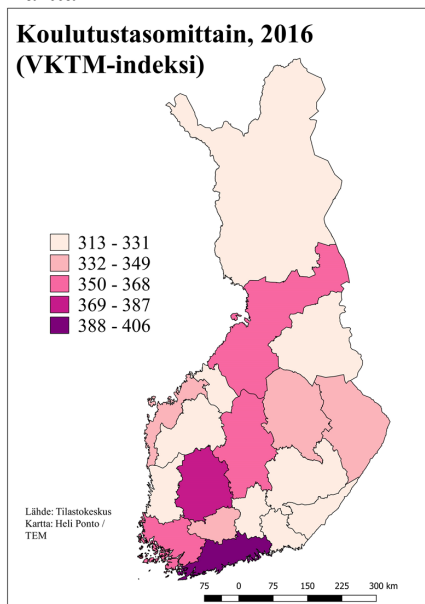 Koulutustasomittain, 2016
(VKTM-indeksi)
313 - 331
332 - 349
350 - 368
369 - 387
388 - 406
Lähde: Tilastokeskus
Kartta: Heli Ponto /
TEM
75 0 75 150 225 300 km